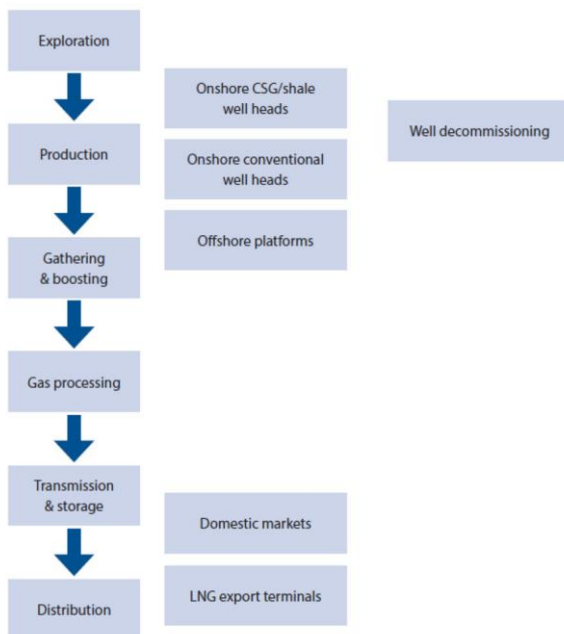 Exploration
Onshore CSG/shale
well heads
Well decommissioning
Production
Onshore conventional
well heads
Offshore platforms
Gathering
& boosting
Gas processing
Transmission
& storage
Domestic markets
LNG export terminals
Distribution